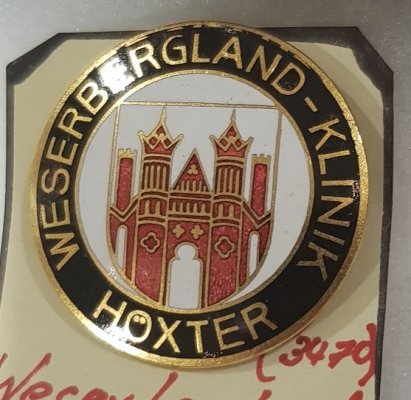 WESERBERGLAND-KLINIK
HÖXTER
(3470)